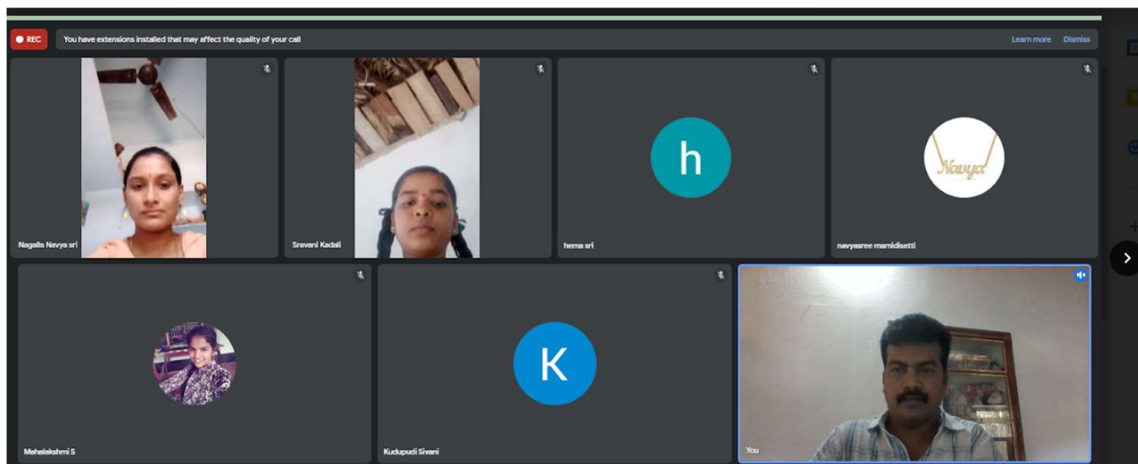 REC
You have extensions installed that may affect the quality of your call
Learn more Dismiss
Nagalla Navya sri
Sravani Kadali
h
hema sri
Navya
navyasree mamidisetti
Mahalakshmi S
K
Kudupudi Sivani
You